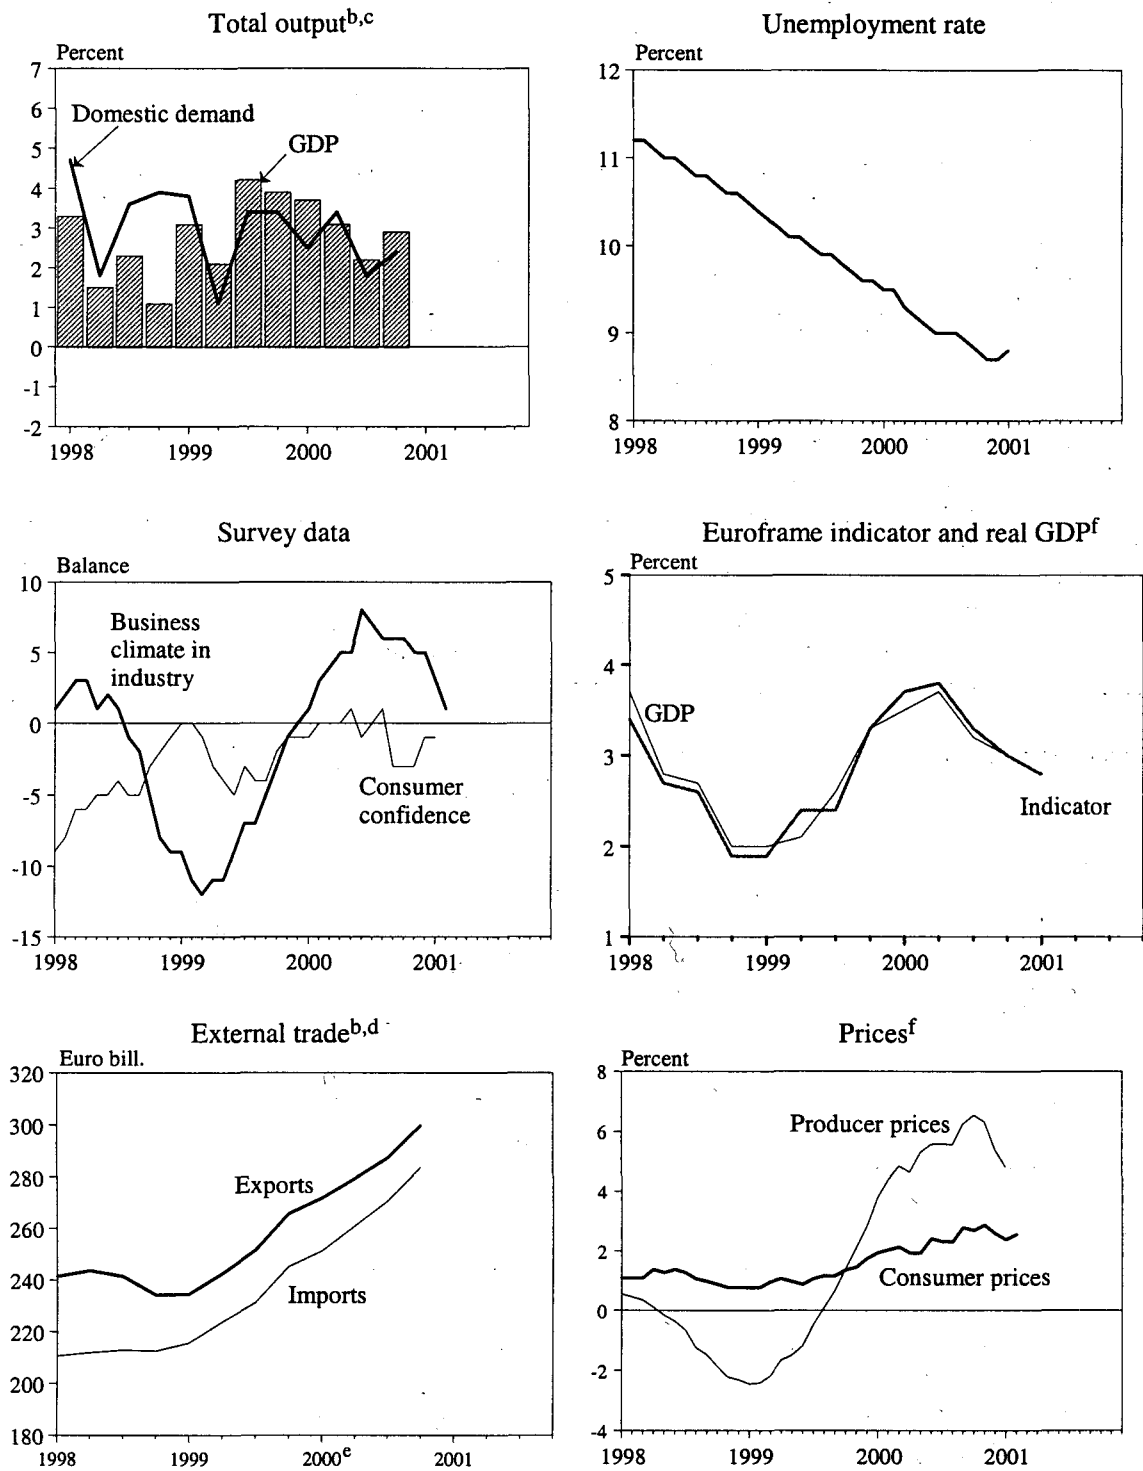 Total output^b,c
Percent
7
6
5
4
3
2
1
0
-1
-2
Domestic demand
GDP
1998 1999 2000 2001
Unemployment rate
Percent
12
11
10
9
8
1998 1999 2000 2001
Survey data
Balance
10
5
0
-5
-10
-15
Business
climate in
industry
Consumer
confidence
1998 1999 2000 2001
Euroframe indicator and real GDP^f
Percent
5
4
3
2
1
GDP
Indicator
1998 1999 2000 2001
External trade^b,d
Euro bill.
320
300
280
260
240
220
200
180
Exports
Imports
1998 1999 2000^e 2001
Prices^f
Percent
8
6
4
2
0
-2
-4
Producer prices
Consumer prices
1998 1999 2000 2001